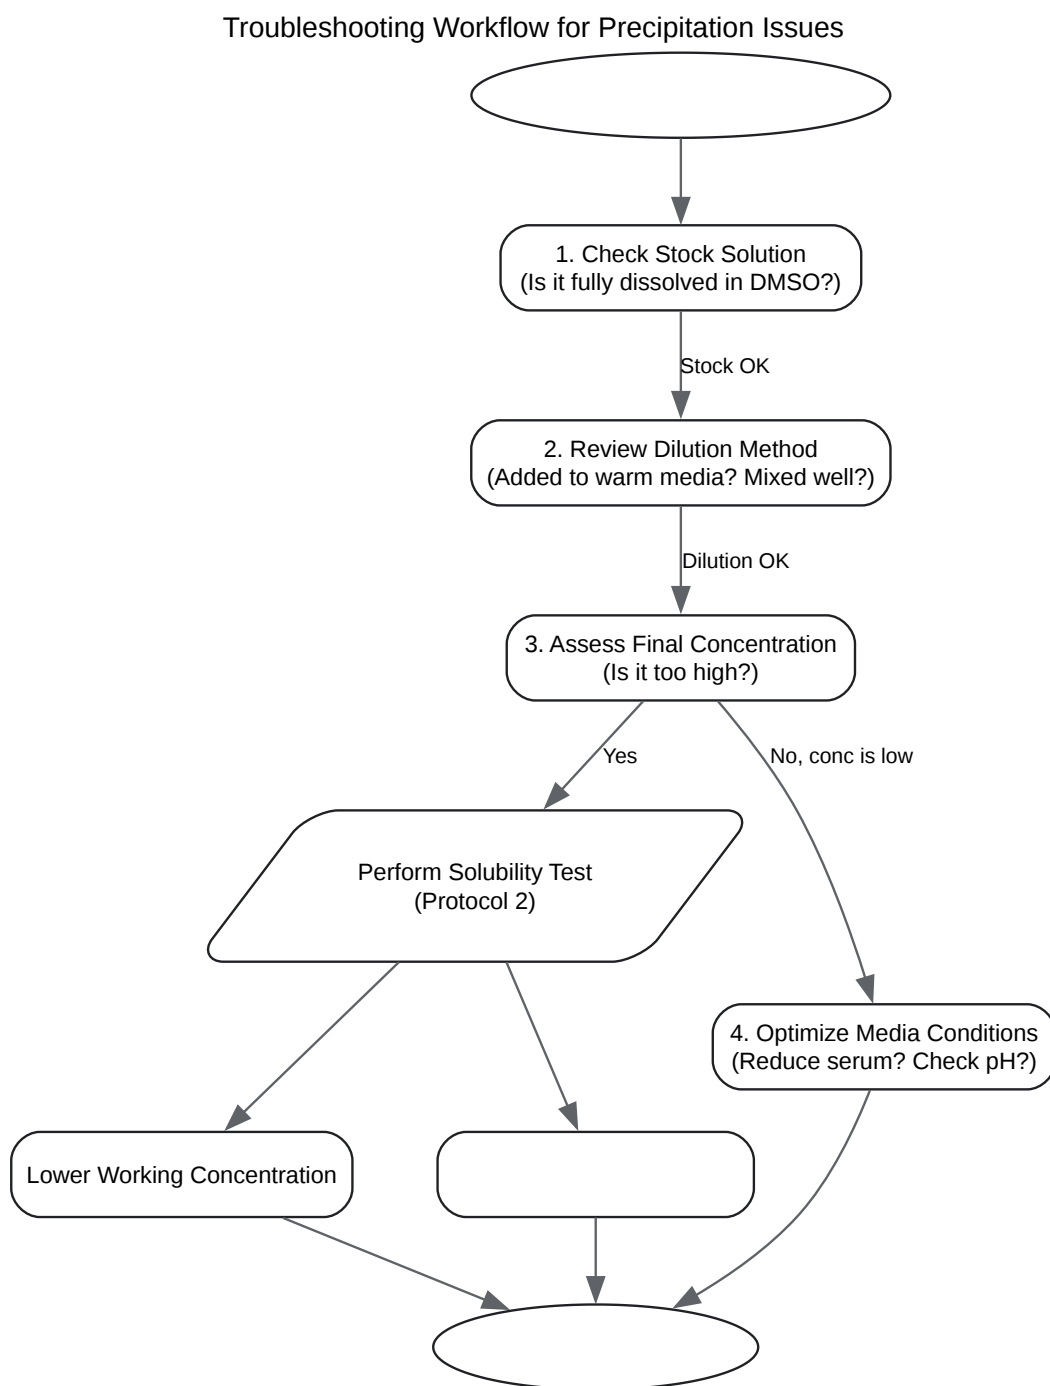 Troubleshooting Workflow for Precipitation Issues
1. Check Stock Solution
(Is it fully dissolved in DMSO?)
Stock OK
2. Review Dilution Method
(Added to warm media? Mixed well?)
Dilution OK
3. Assess Final Concentration
(Is it too high?)
Yes
No, conc is low
Perform Solubility Test
(Protocol 2)
4. Optimize Media Conditions
(Reduce serum? Check pH?)
Lower Working Concentration